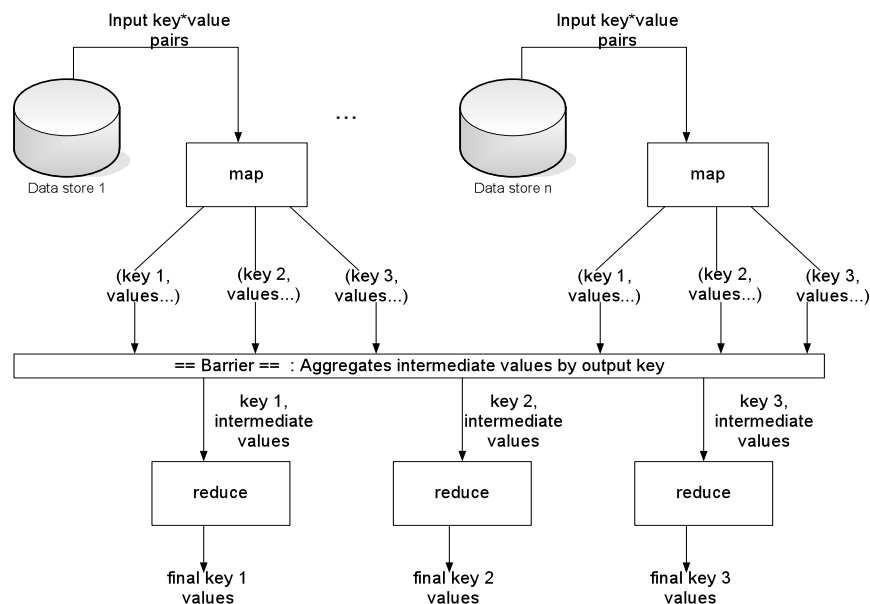 Input key*value
pairs
Input key*value
pairs
...
Data store 1
map
Data store n
map
(key 1,
values...)
(key 2,
values...)
(key 3,
values...)
(key 1,
values...)
(key 2,
values...)
(key 3,
values...)
== Barrier == : Aggregates intermediate values by output key
key 1,
intermediate
values
key 2,
intermediate
values
key 3,
intermediate
values
reduce
reduce
reduce
final key 1
values
final key 2
values
final key 3
values